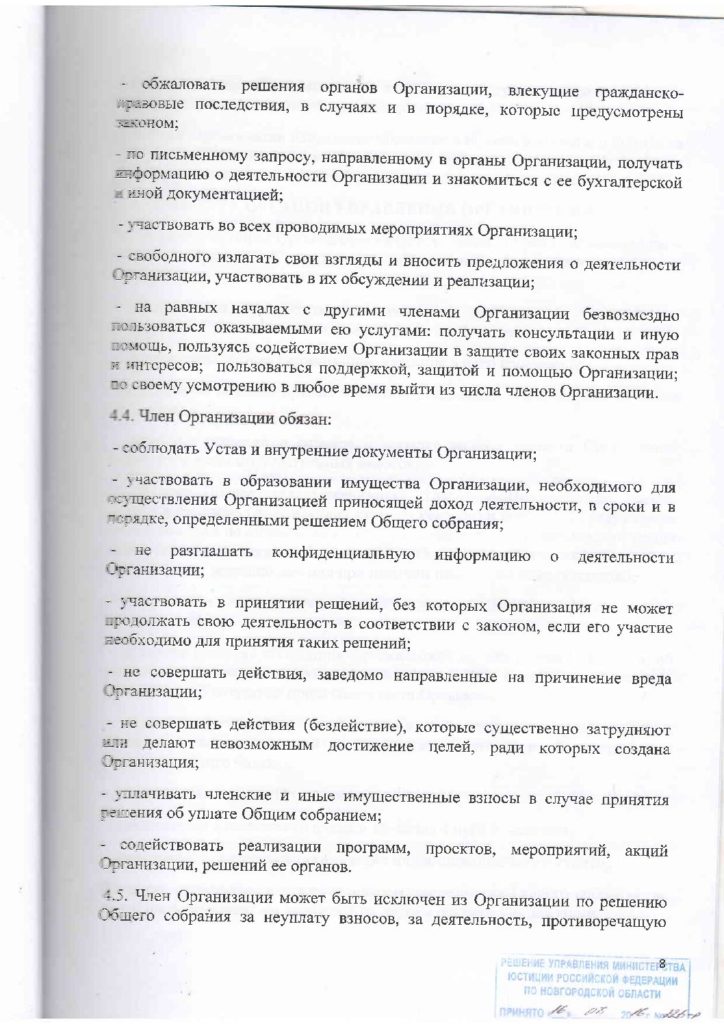 - обжаловать решения органов Организации, влекущие гражданско-
правовые последствия, в случаях и в порядке, которые предусмотрены
законом;
- по письменному запросу, направленному в органы Организации, получать
информацию о деятельности Организации и знакомиться с ее бухгалтерской
и иной документацией;
- участвовать во всех проводимых мероприятиях Организации;
- свободного излагать свои взгляды и вносить предложения о деятельности
Организации, участвовать в их обсуждении и реализации;
- на равных началах с другими членами Организации безвозмездно
пользоваться оказываемыми ею услугами: получать консультации и иную
помощь, пользуясь содействием Организации в защите своих законных прав
и интересов; пользоваться поддержкой, защитой и помощью Организации;
по своему усмотрению в любое время выйти из числа членов Организации.
4.4. Член Организации обязан:
- соблюдать Устав и внутренние документы Организации;
- участвовать в образовании имущества Организации, необходимого для
осуществления Организацией приносящей доход деятельности, в сроки и в
порядке, определенными решением Общего собрания;
- не разглашать конфиденциальную информацию о деятельности
Организации;
- участвовать в принятии решений, без которых Организация не может
продолжать свою деятельность в соответствии с законом, если его участие
необходимо для принятия таких решений;
- не совершать действия, заведомо направленные на причинение вреда
Организации;
- не совершать действия (бездействие), которые существенно затрудняют
или делают невозможным достижение целей, ради которых создана
Организация;
- уплачивать членские и иные имущественные взносы в случае принятия
решения об уплате Общим собранием;
- содействовать реализации программ, проектов, мероприятий, акций
Организации, решений ее органов.
4.5. Член Организации может быть исключен из Организации по решению
Общего собрания за неуплату взносов, за деятельность, противоречащую
8
РЕШЕНИЕ УПРАВЛЕНИЯ МИНИСТЕРСТВА
ЮСТИЦИИ РОССИЙСКОЙ ФЕДЕРАЦИИ
ПО НОВГОРОДСКОЙ ОБЛАСТИ
ПРИНЯТО 16 08 2016 г. №